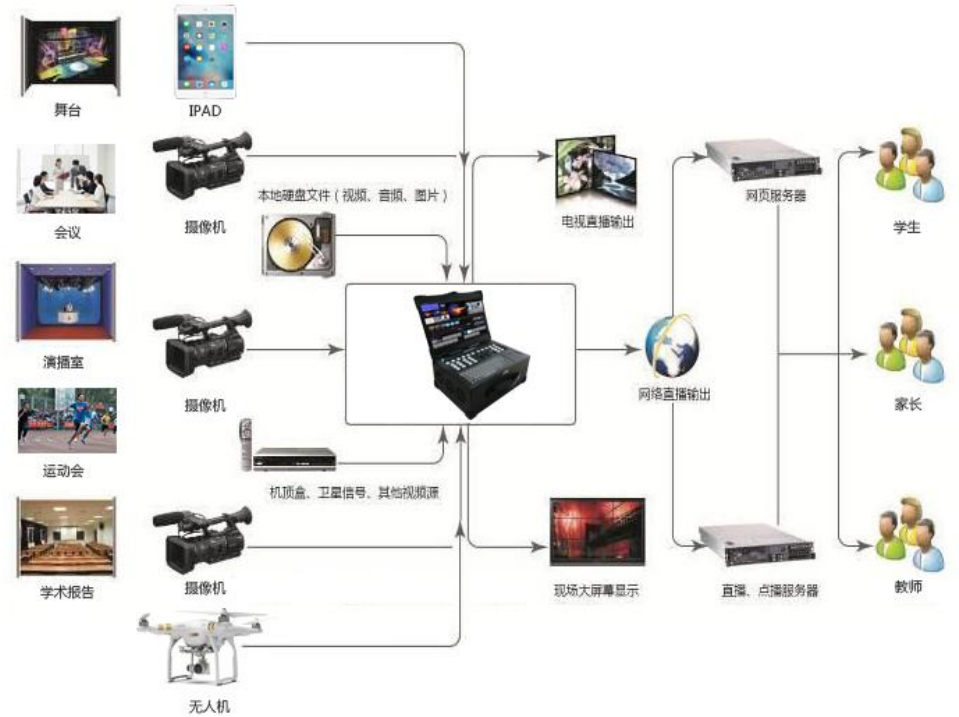 舞台
IPAD
会议
摄像机
本地硬盘文件（视频、音频、图片）
电视直播输出
网页服务器
学生
演播室
摄像机
网络直播输出
家长
运动会
机顶盒、卫星信号、其他视频源
学术报告
摄像机
现场大屏幕显示
直播、点播服务器
教师
无人机